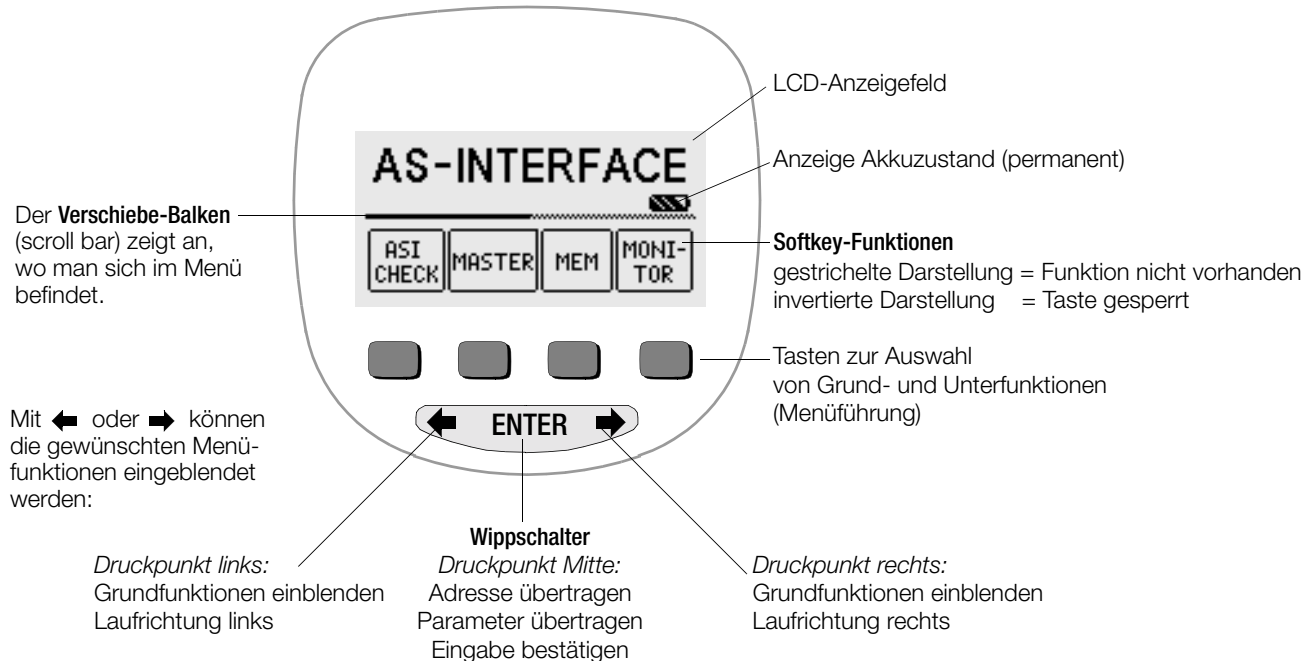 LCD-Anzeigefeld
AS-INTERFACE
Anzeige Akkuzustand (permanent)
Der Verschiebe-Balken
(scroll bar) zeigt an,
wo man sich im Menü
befindet.
ASI
CHECK
MASTER
MEM
MONI-
TOR
Softkey-Funktionen
gestrichelte Darstellung = Funktion nicht vorhanden
invertierte Darstellung = Taste gesperrt
Tasten zur Auswahl
von Grund- und Unterfunktionen
(Menüführung)
Mit ← oder → können
die gewünschten Menü-
funktionen eingeblendet
werden:
← ENTER →
Wippschalter
Druckpunkt links:
Grundfunktionen einblenden
Laufrichtung links
Druckpunkt Mitte:
Adresse übertragen
Parameter übertragen
Eingabe bestätigen
Druckpunkt rechts:
Grundfunktionen einblenden
Laufrichtung rechts